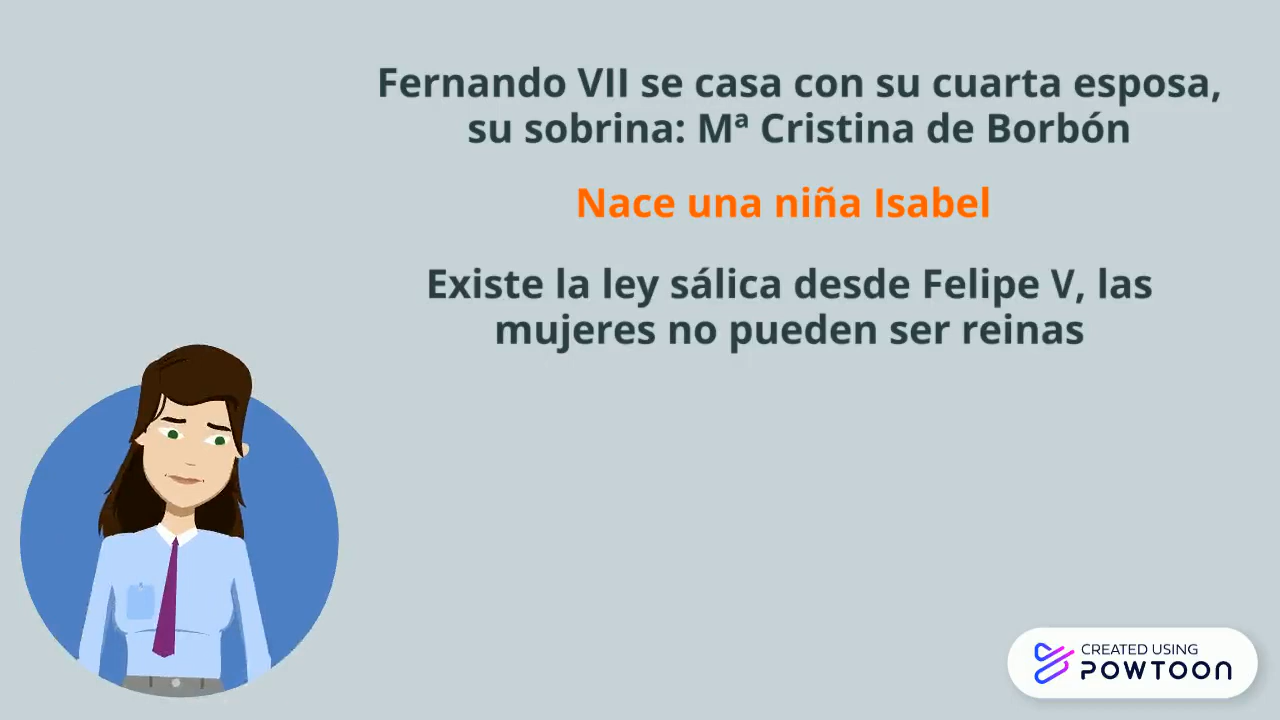 Fernando VII se casa con su cuarta esposa,
su sobrina: Mª Cristina de Borbón
Nace una niña Isabel
Existe la ley sálica desde Felipe V, las
mujeres no pueden ser reinas
CREATED USING
POWTOON